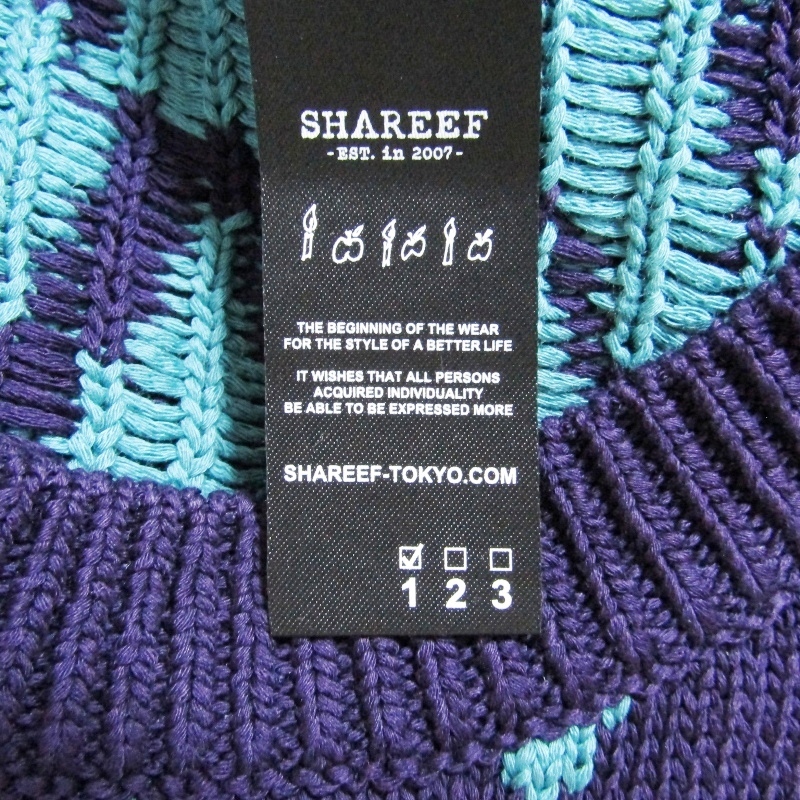 SHAREEF
-EST. in 2007-
THE BEGINNING OF THE WEAR
FOR THE STYLE OF A BETTER LIFE
IT WISHES THAT ALL PERSONS
ACQUIRED INDIVIDUALITY
BE ABLE TO BE EXPRESSED MORE
SHAREEF-TOKYO.COM
1 2 3